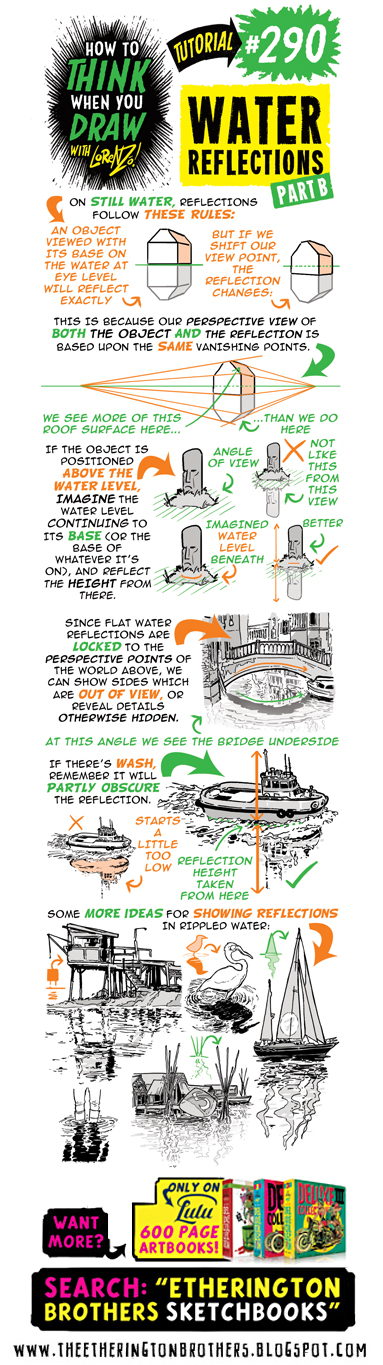 HOW TO
THINK
WHEN YOU
DRAW
WITH LORENZO!
TUTORIAL
#290
WATER
REFLECTIONS
PART B
ON STILL WATER, REFLECTIONS
FOLLOW THESE RULES:
AN OBJECT
VIEWED WITH
ITS BASE ON
THE WATER AT
EYE LEVEL
WILL REFLECT
EXACTLY
BUT IF WE
SHIFT OUR
VIEW POINT,
THE
REFLECTION
CHANGES:
THIS IS BECAUSE OUR PERSPECTIVE VIEW OF
BOTH THE OBJECT AND THE REFLECTION IS
BASED UPON THE SAME VANISHING POINTS.
WE SEE MORE OF THIS
ROOF SURFACE HERE...
...THAN WE DO
HERE
IF THE OBJECT IS
POSITIONED
ABOVE THE
WATER LEVEL,
IMAGINE THE
WATER LEVEL
CONTINUING TO
ITS BASE (OR THE
BASE OF
WHATEVER IT'S
ON), AND REFLECT
THE HEIGHT FROM
THERE.
ANGLE
OF VIEW
NOT
LIKE
THIS
FROM
THIS
VIEW
IMAGINED
WATER
LEVEL
BENEATH
BETTER
SINCE FLAT WATER
REFLECTIONS ARE
LOCKED TO THE
PERSPECTIVE POINTS OF
THE WORLD ABOVE, WE
CAN SHOW SIDES WHICH
ARE OUT OF VIEW, OR
REVEAL DETAILS
OTHERWISE HIDDEN.
AT THIS ANGLE WE SEE THE BRIDGE UNDERSIDE
IF THERE'S WASH,
REMEMBER IT WILL
PARTLY OBSCURE
THE REFLECTION.
STARTS
A
LITTLE
TOO
LOW
REFLECTION
HEIGHT
TAKEN
FROM HERE
SOME MORE IDEAS FOR SHOWING REFLECTIONS
IN RIPPLED WATER:
WANT
MORE?
ONLY ON
Lulu
600 PAGE
ARTBOOKS!
DELUXE
III
SEARCH: "ETHERINGTON
BROTHERS SKETCHBOOKS"
WWW.THEETHERINGTONBROTHERS.BLOGSPOT.COM